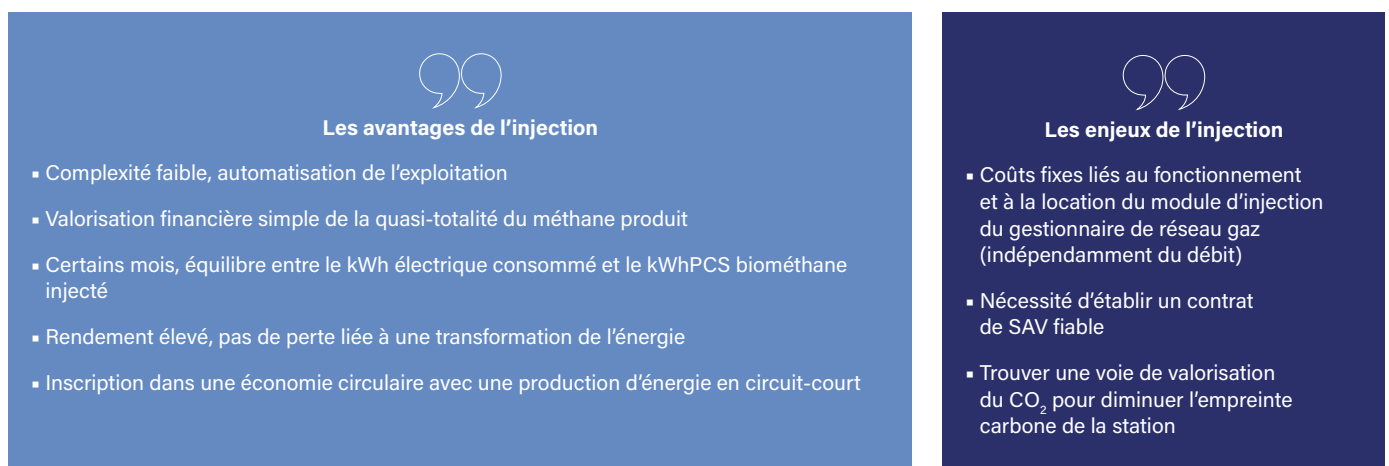 Les avantages de l’injection
▪ Complexité faible, automatisation de l’exploitation
▪ Valorisation financière simple de la quasi-totalité du méthane produit
▪ Certains mois, équilibre entre le kWh électrique consommé et le kWhPCS biométhane
injecté
▪ Rendement élevé, pas de perte liée à une transformation de l’énergie
▪ Inscription dans une économie circulaire avec une production d’énergie en circuit-court
Les enjeux de l’injection
▪ Coûts fixes liés au fonctionnement
et à la location du module d’injection
du gestionnaire de réseau gaz
(indépendamment du débit)
▪ Nécessité d’établir un contrat
de SAV fiable
▪ Trouver une voie de valorisation
du CO₂ pour diminuer l’empreinte
carbone de la station